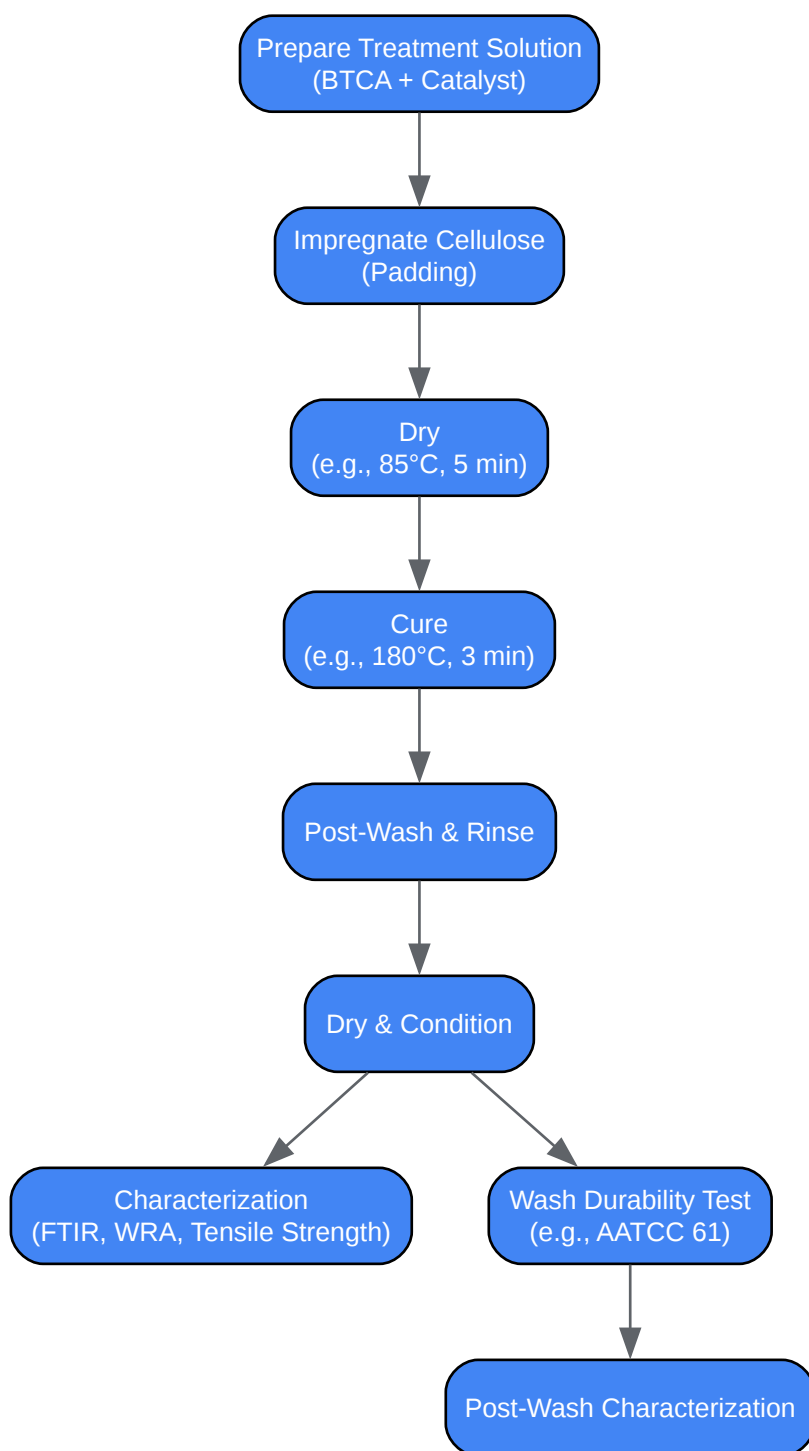 Prepare Treatment Solution
(BTCA + Catalyst)
Impregnate Cellulose
(Padding)
Dry
(e.g., 85°C, 5 min)
Cure
(e.g., 180°C, 3 min)
Post-Wash & Rinse
Dry & Condition
Characterization
(FTIR, WRA, Tensile Strength)
Wash Durability Test
(e.g., AATCC 61)
Post-Wash Characterization